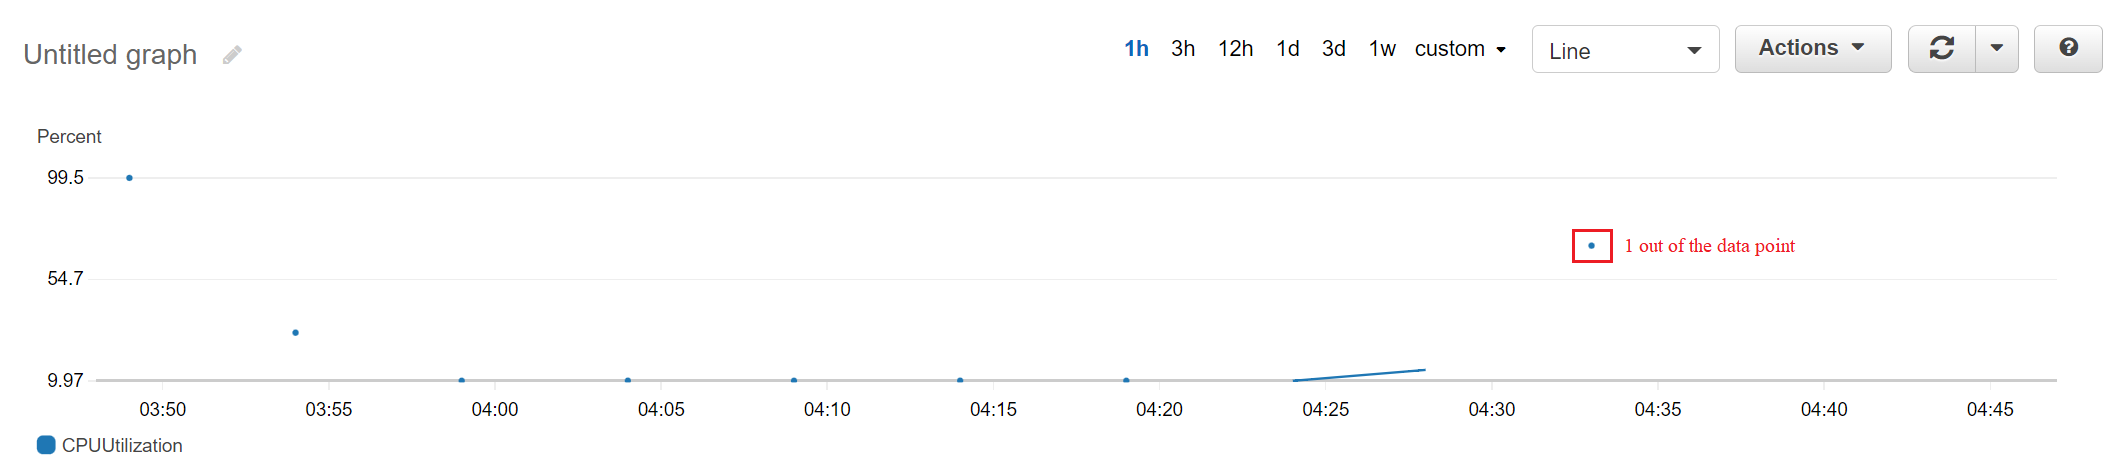 Untitled graph
1h 3h 12h 1d 3d 1w custom
Line
Actions
Percent
99.5
1 out of the data point
54.7
9.97
03:50 03:55 04:00 04:05 04:10 04:15 04:20 04:25 04:30 04:35 04:40 04:45
CPUUtilization